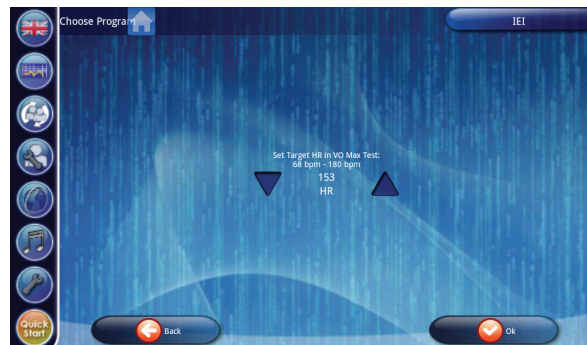 Choose Program
IEI
Set Target HR In VO Max Test:
68 bpm - 180 bpm
153
HR
Quick
Start
Back
Ok